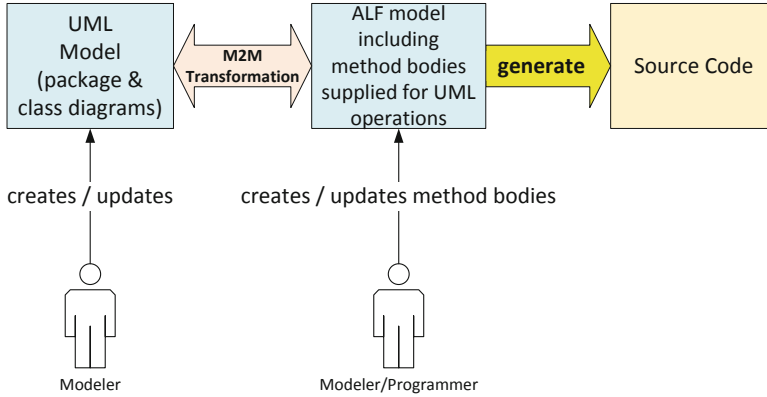 UML
Model
(package &
class diagrams)
M2M
Transformation
ALF model
including
method bodies
supplied for UML
operations
generate
Source Code
creates / updates
creates / updates method bodies
Modeler
Modeler/Programmer